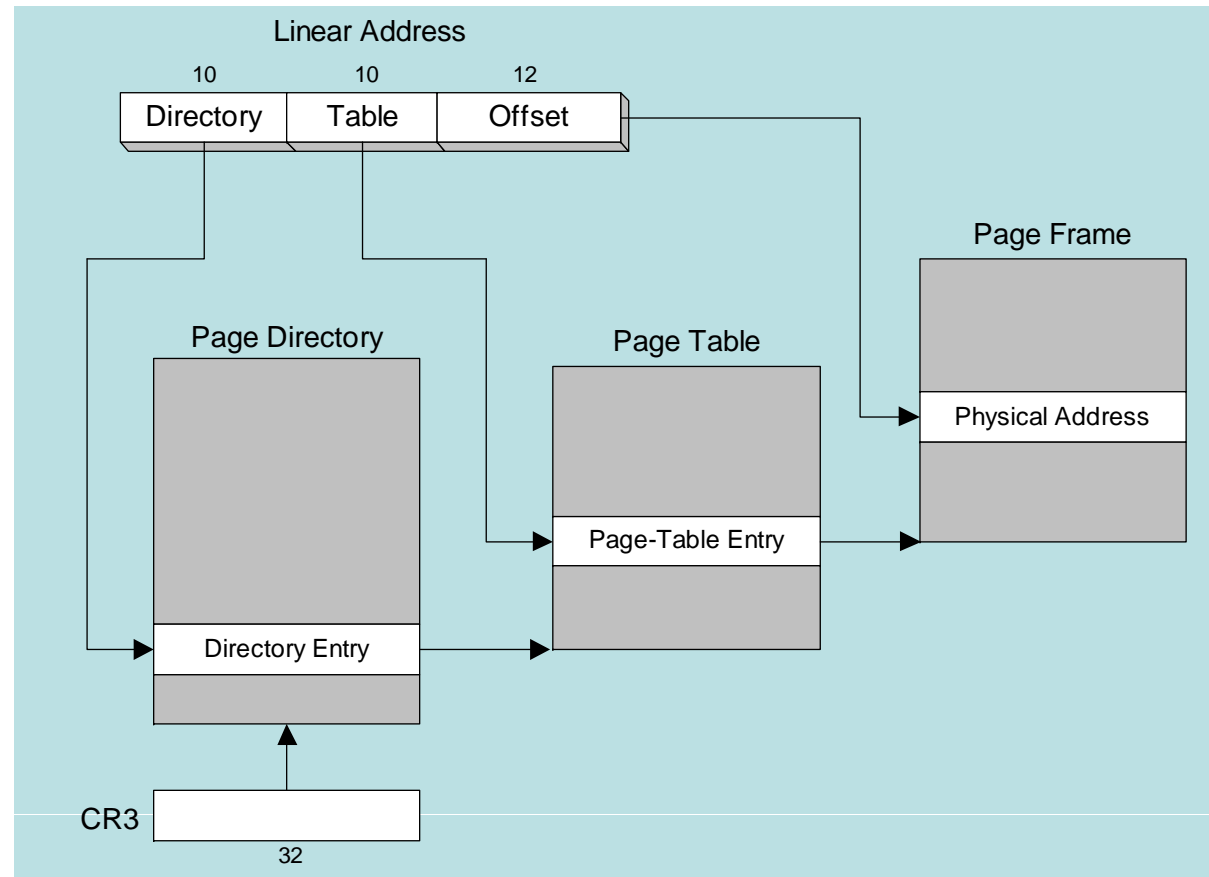 Linear Address
10 10 12
Directory Table Offset
Page Frame
Physical Address
Page Directory
Directory Entry
Page Table
Page-Table Entry
CR3
32